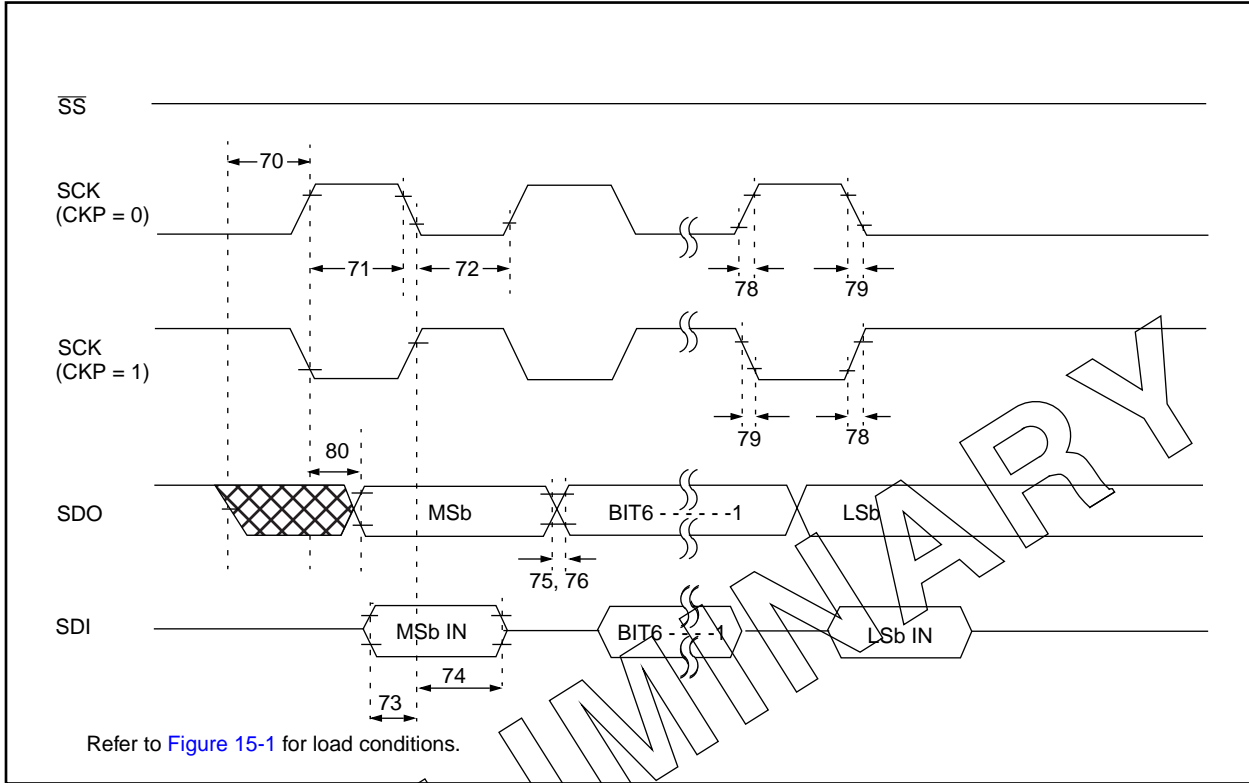 SS
70
SCK
(CKP = 0)
71
72
78
79
SCK
(CKP = 1)
79
78
80
SDO
MSb
BIT6 - - - - - -1
LSb
75, 76
SDI
MSb IN
BIT6 - - - -1
LSb IN
74
73
Refer to Figure 15-1 for load conditions.
IMINARY